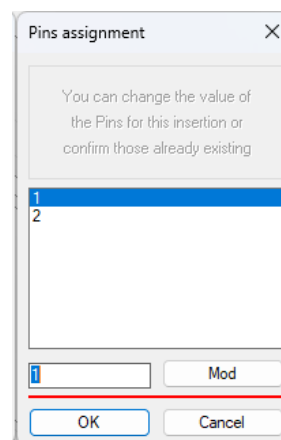 Pins assignment
You can change the value of
the Pins for this insertion or
confirm those already existing
1
2
1
Mod
OK
Cancel